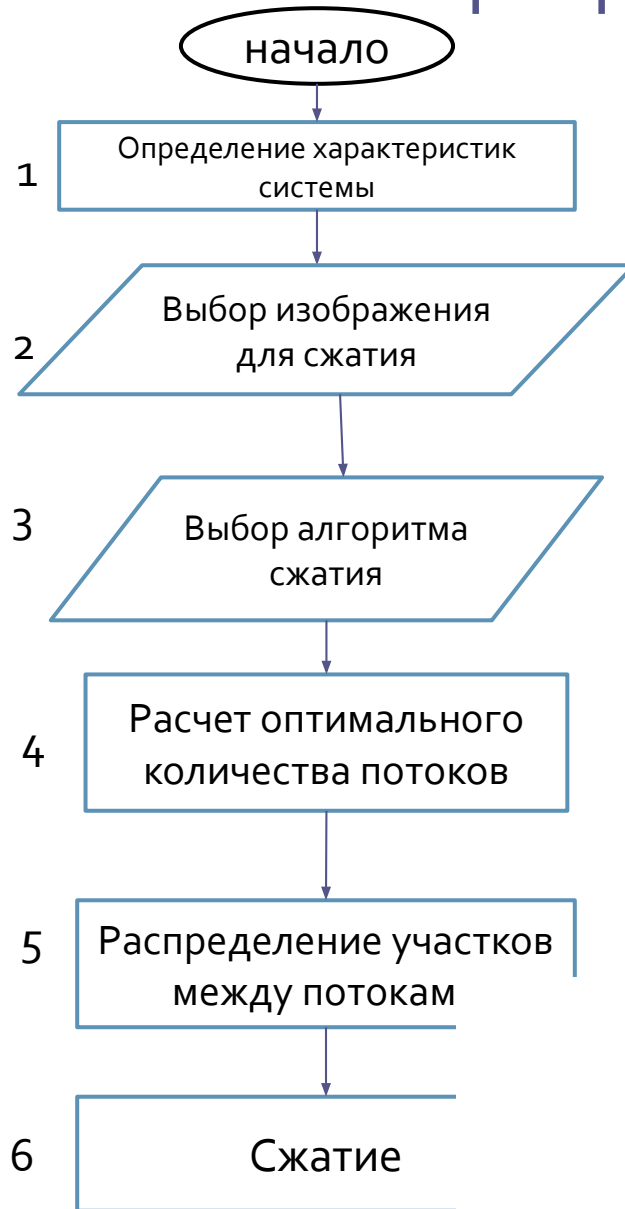 начало
1
Определение характеристик
системы
2
Выбор изображения
для сжатия
3
Выбор алгоритма
сжатия
4
Расчет оптимального
количества потоков
5
Распределение участков
между потокам
6
Сжатие